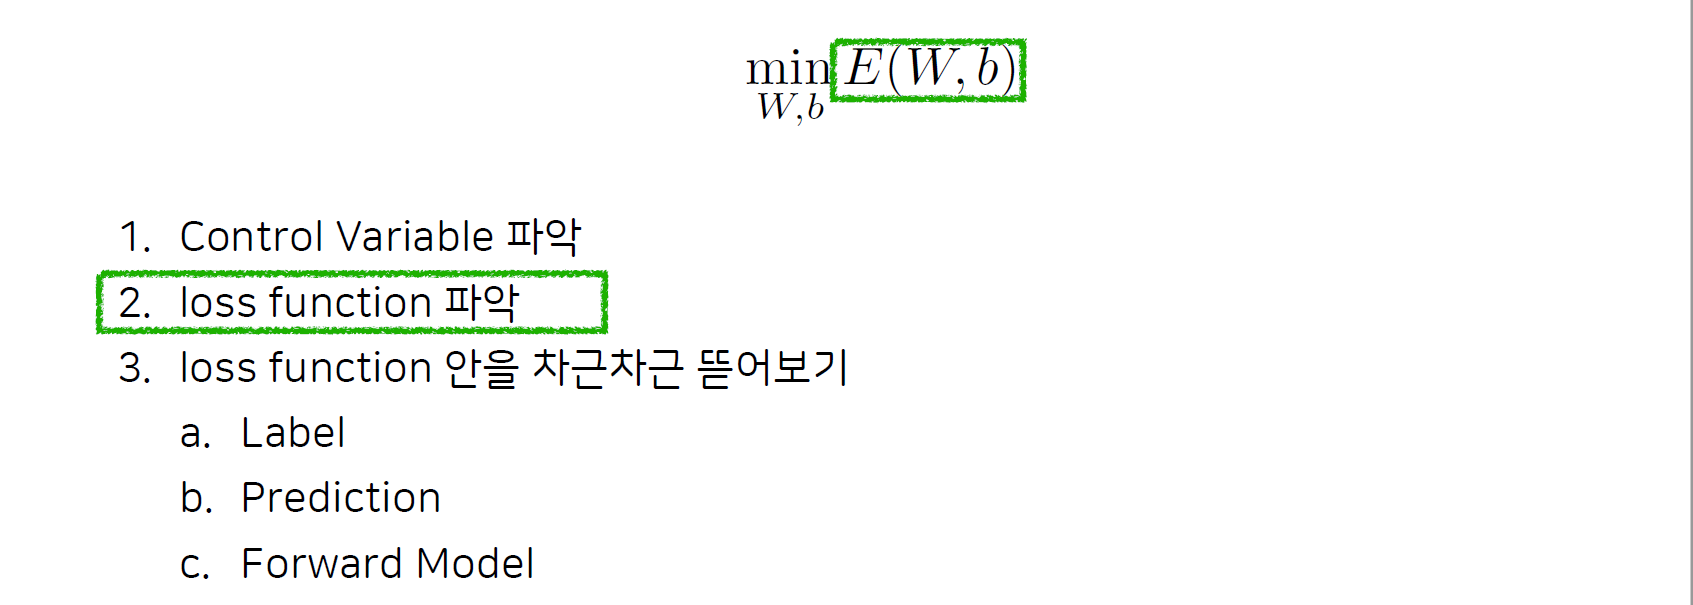 min E(W, b)
W,b
1. Control Variable 파악
2. loss function 파악
3. loss function 안을 차근차근 뜯어보기
a. Label
b. Prediction
c. Forward Model